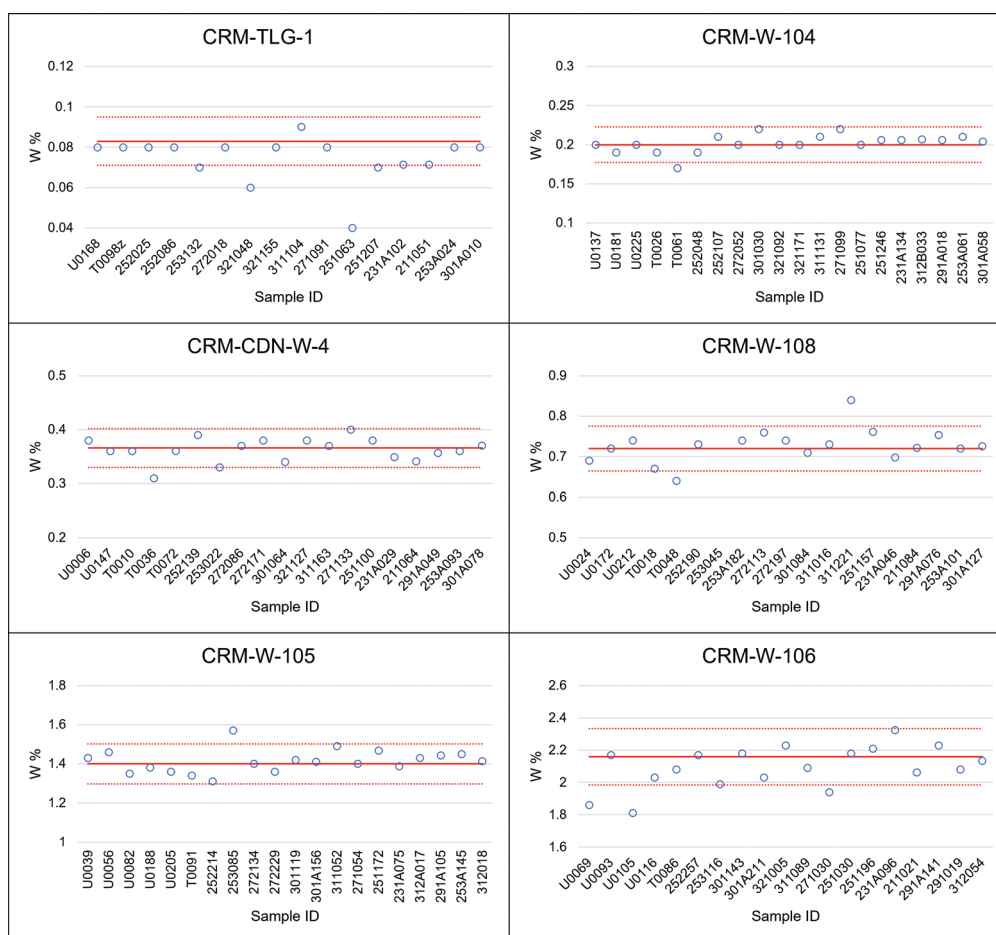 CRM-TLG-1
0.12
0.1
0.08
0.06
0.04
W %
U0168
T0098z
252025
252086
253132
272018
321048
321155
311104
271091
251063
251207
231A102
211051
253A024
301A010
Sample ID
CRM-W-104
0.3
0.25
0.2
0.15
0.1
W %
U0137
U0181
U0225
T0026
T0061
252048
252107
272052
301030
321092
321171
311131
271099
251077
251246
231A134
312B033
291A018
253A061
301A058
Sample ID
CRM-CDN-W-4
0.5
0.4
0.3
0.2
W %
U0006
U0147
T0010
T0036
T0072
252139
253022
272086
272171
301064
321127
311163
271133
251100
231A029
211064
291A049
253A093
301A078
Sample ID
CRM-W-108
0.9
0.8
0.7
0.6
0.5
W %
U0024
U0172
U0212
T0018
T0048
252190
253045
253A182
272113
272197
301084
311016
311221
251157
231A046
211084
291A076
253A101
301A127
Sample ID
CRM-W-105
1.8
1.6
1.4
1.2
1
W %
U0039
U0056
U0082
U0188
U0205
T0091
252214
253085
272134
272229
301119
301A156
311052
271054
251172
231A075
312A017
291A105
253A145
312018
Sample ID
CRM-W-106
2.6
2.4
2.2
2
1.8
1.6
W %
U0069
U0093
U0105
U0116
T0086
252257
253116
301143
301A211
321005
311089
271030
251030
251196
231A096
211021
291A141
291019
312054
Sample ID